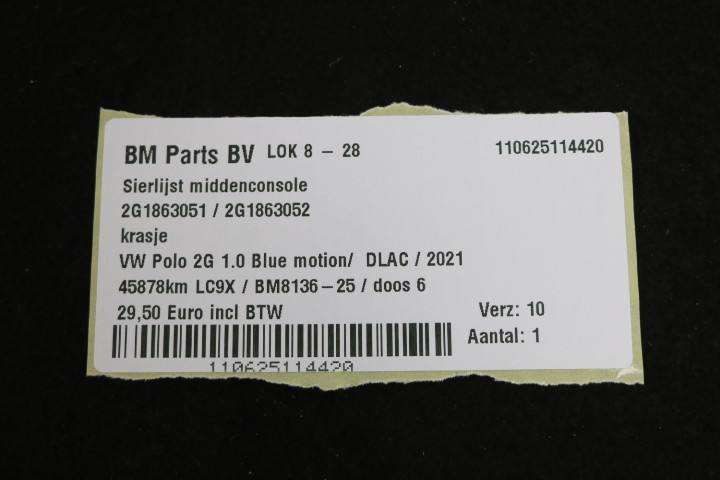 BM Parts BV LOK 8 – 28 110625114420
Sierlijst middenconsole
2G1863051 / 2G1863052
krasje
VW Polo 2G 1.0 Blue motion/ DLAC / 2021
45878km LC9X / BM8136–25 / doos 6
29,50 Euro incl BTW Verz: 10
Aantal: 1
110625114420